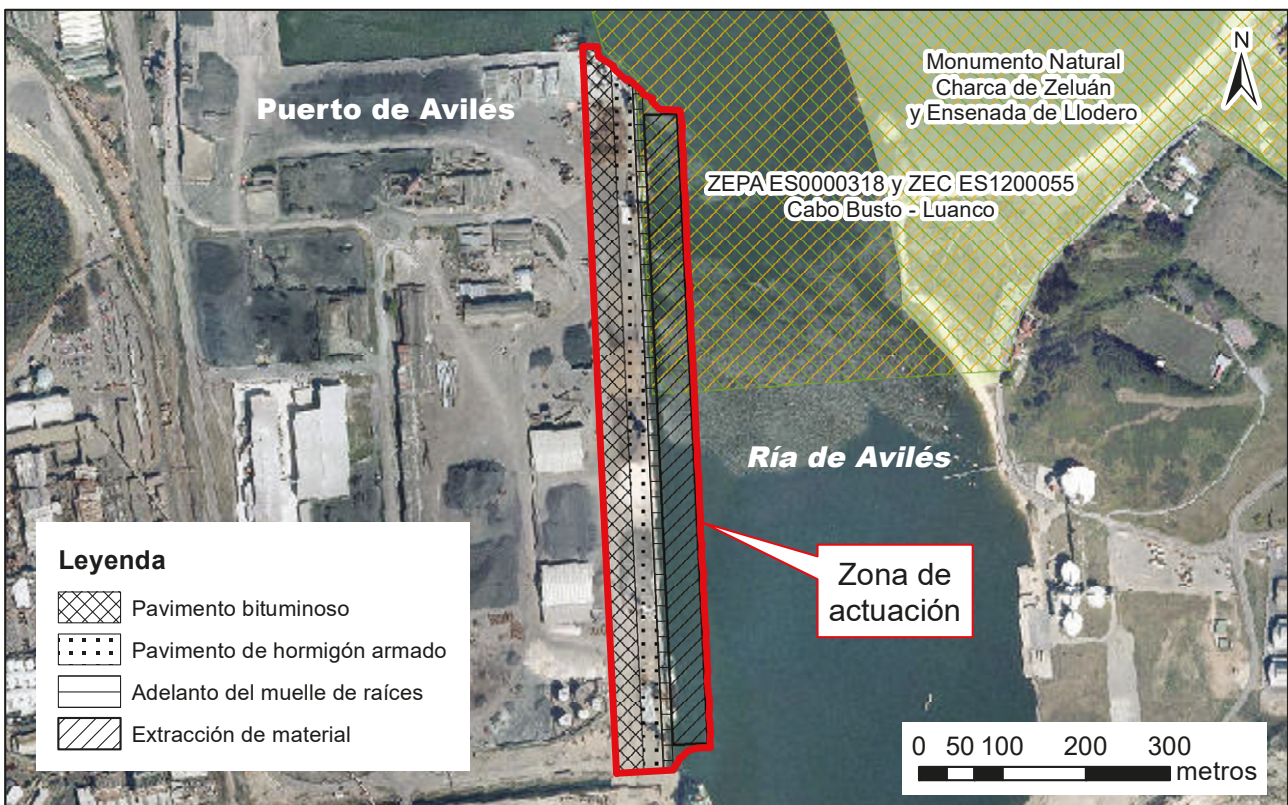 Puerto de Avilés
Monumento Natural
Charca de Zeluán
y Ensenada de Llodero
N
ZEPA ES0000318 y ZEC ES1200055
Cabo Busto - Luanco
Ría de Avilés
Zona de
actuación
Leyenda
Pavimento bituminoso
Pavimento de hormigón armado
Adelanto del muelle de raíces
Extracción de material
0 50 100 200 300
metros